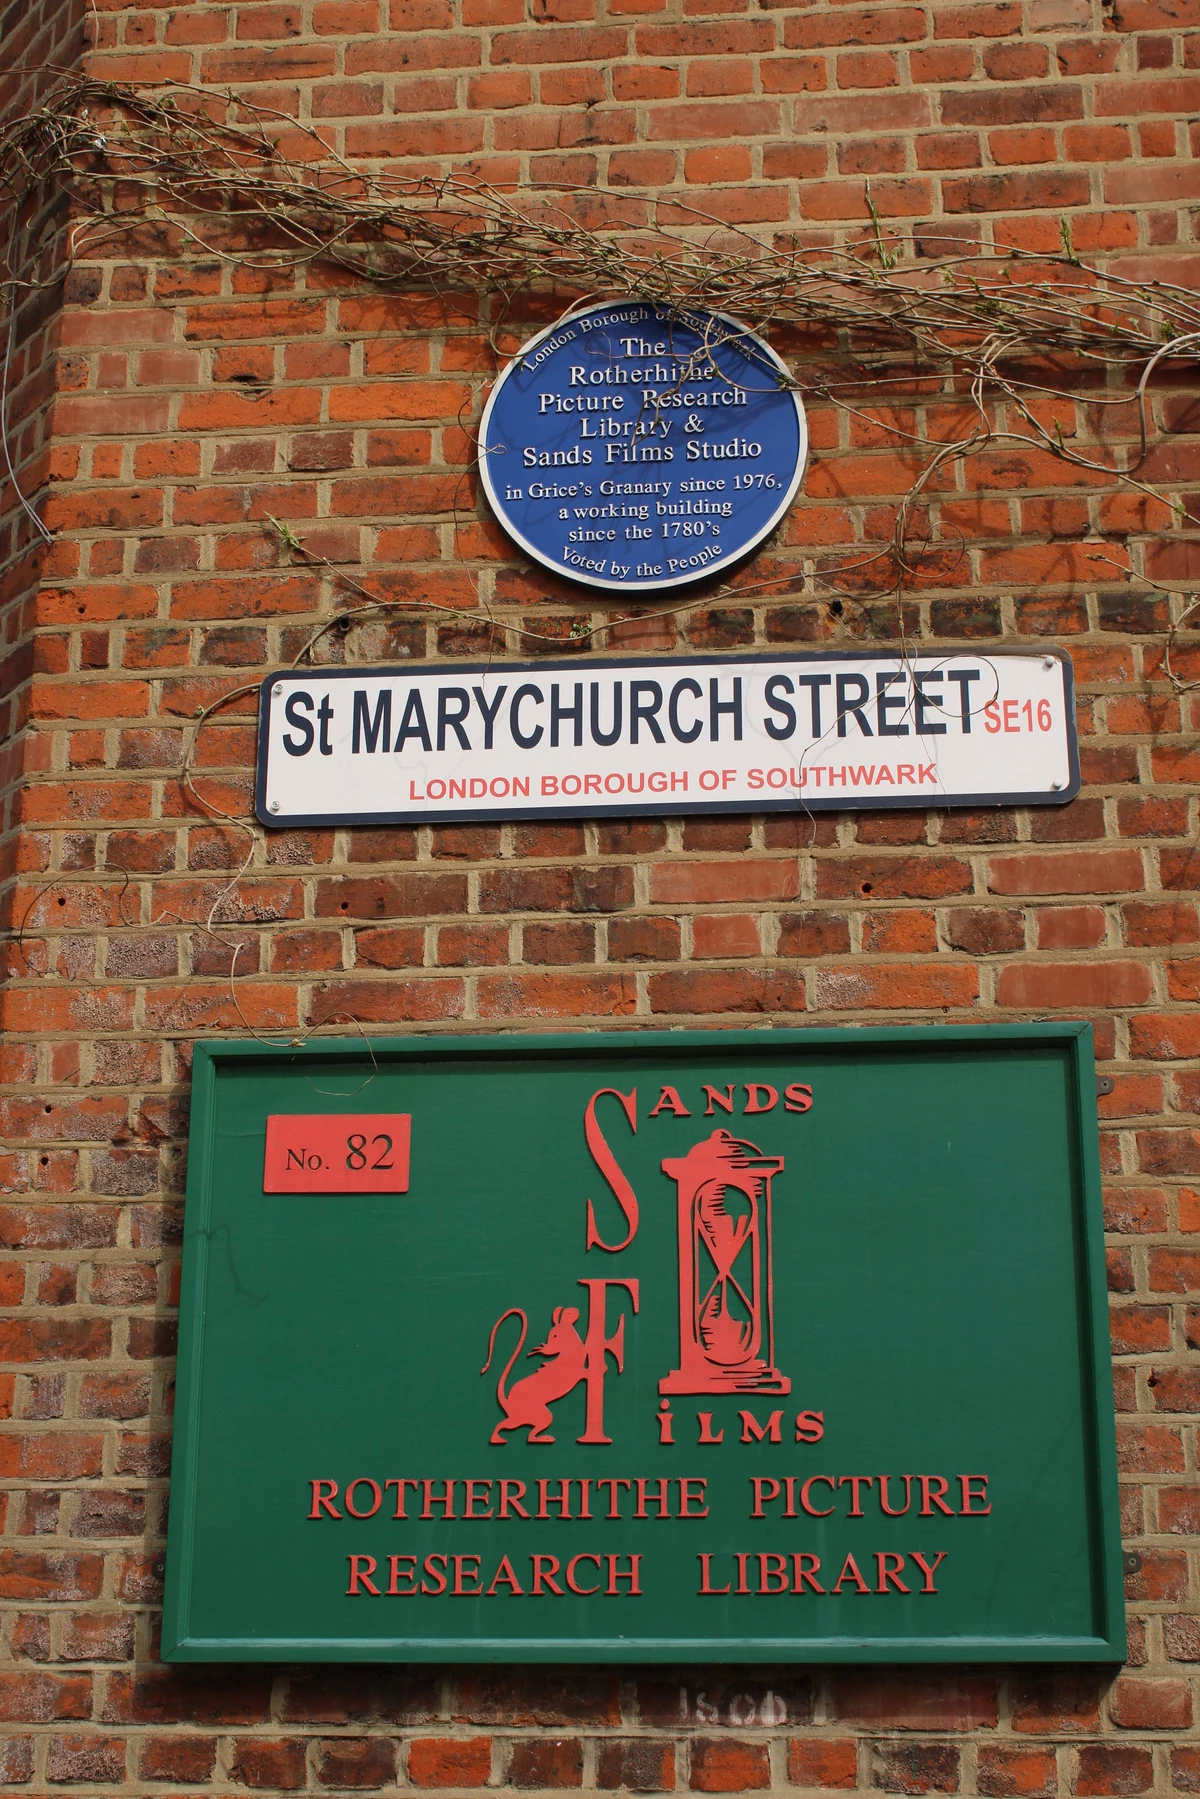 London Borough of Southwark
The
Rotherhithe
Picture Research
Library &
Sands Films Studio
in Grice's Granary since 1976,
a working building
since the 1780's
Voted by the People
St MARYCHURCH STREET SE16
LONDON BOROUGH OF SOUTHWARK
No. 82
SANDS
FiLMS
ROTHERHITHE PICTURE
RESEARCH LIBRARY